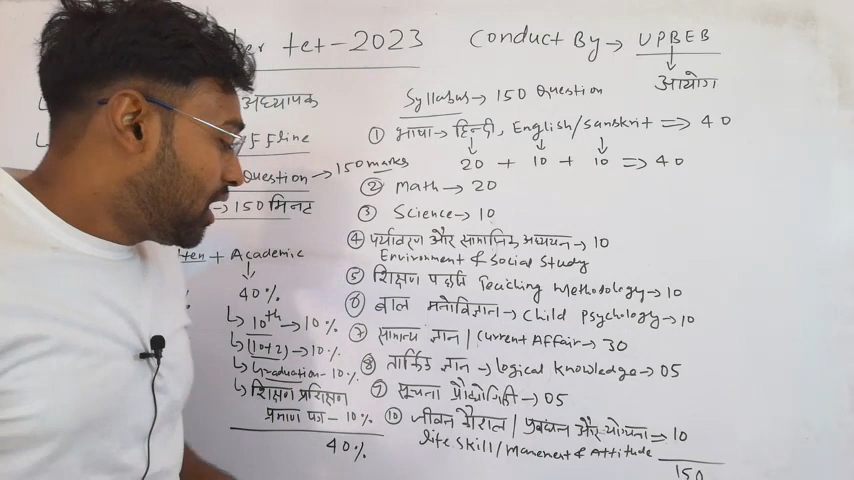 tet-2023
Conduct By → UPBEB
आयोग
अध्यापक
ffline
Question → 150 marks
→ 150 मिनट
ten + Academic
40%
10th → 10%
(10+2) → 10%
Graduation - 10%
शिक्षण प्रशिक्षण
प्रमाण पत्र - 10%
40%
Syllabus → 150 Question
① भाषा → हिन्दी, English/Sanskrit => 40
20 + 10 + 10 => 40
② Math → 20
③ Science → 10
④ पर्यावरण और सामाजिक अध्ययन → 10
Environment & Social Study
⑤ शिक्षण पद्धति Teaching Methodology → 10
⑥ बाल मनोविज्ञान → Child Psychology → 10
⑦ सामान्य ज्ञान / Current Affair → 30
⑧ तार्किक ज्ञान → Logical Knowledge → 05
⑨ सूचना प्रौद्योगिकी → 05
⑩ जीवन कौशल / प्रबंधन और योग्यता => 10
life Skill / Manement & Attitude
150